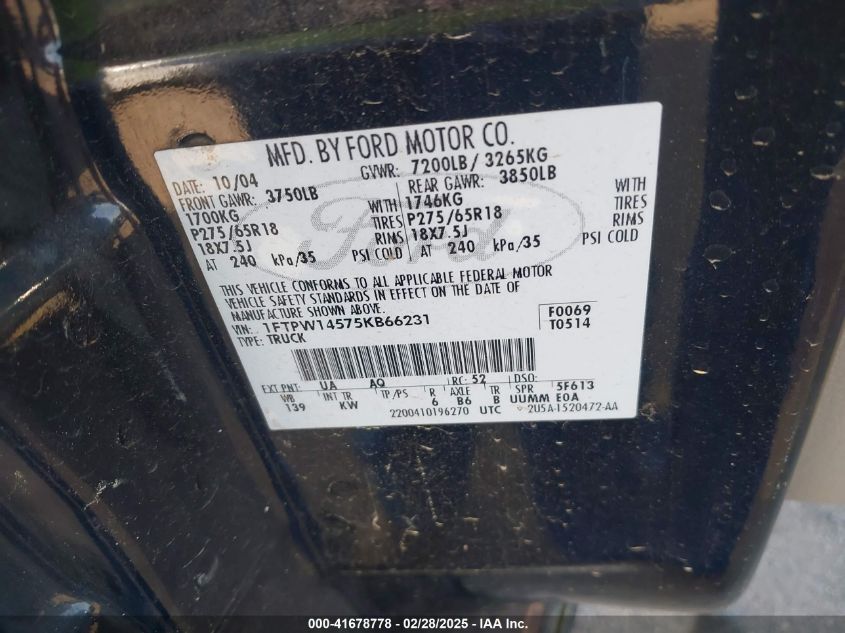 MFD. BY FORD MOTOR CO.
DATE: 10/04 GVWR: 7200LB/ 3265KG
FRONT GAWR: 3750LB REAR GAWR: 3850LB
1700KG WITH 1746KG WITH
P275/65R18 TIRES P275/65R18 TIRES
18X7.5J RIMS 18X7.5J RIMS
AT 240 kPa/35 PSI COLD AT 240 kPa/35 PSI COLD
Ford
THIS VEHICLE CONFORMS TO ALL APPLICABLE FEDERAL MOTOR
VEHICLE SAFETY STANDARDS IN EFFECT ON THE DATE OF
MANUFACTURE SHOWN ABOVE.
VIN: 1FTPW14575KB66231 F0069
TYPE: TRUCK T0514
EXT PNT: UA AQ RC: 52 DSO:
WB INT TR TP/PS R AXLE TR SPR 5F613
139 KW 6 B6 B UUMM E0A
2200410196270 UTC 2U5A-1520472-AA
000-41678778 - 02/28/2025 - IAAI.COM